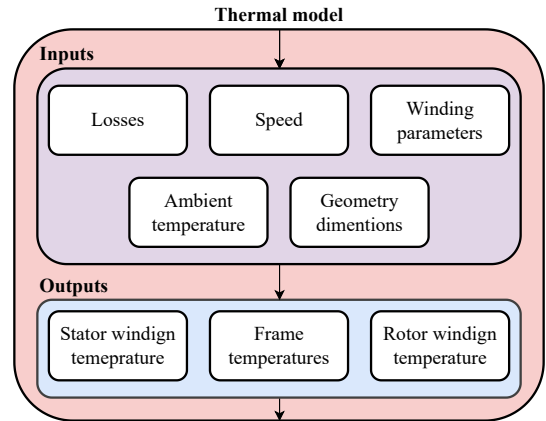 Thermal model
Inputs
Losses
Speed
Winding
parameters
Ambient
temperature
Geometry
dimentions
Outputs
Stator windign
temeprature
Frame
temperatures
Rotor windign
temperature